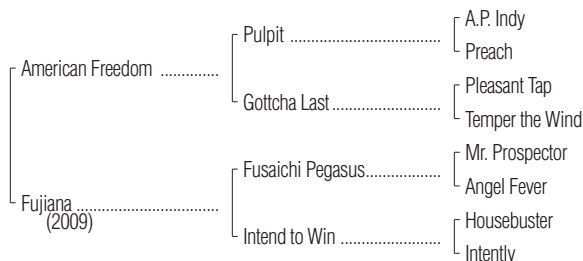 A.P. Indy
Pulpit ........................................
Preach
American Freedom ..............
Pleasant Tap
Gottcha Last.............................
Temper the Wind
Mr. Prospector
Fusaichi Pegasus....................
Angel Fever
Fujiana ...................................
(2009)
Housebuster
Intend to Win ..........................
Intently